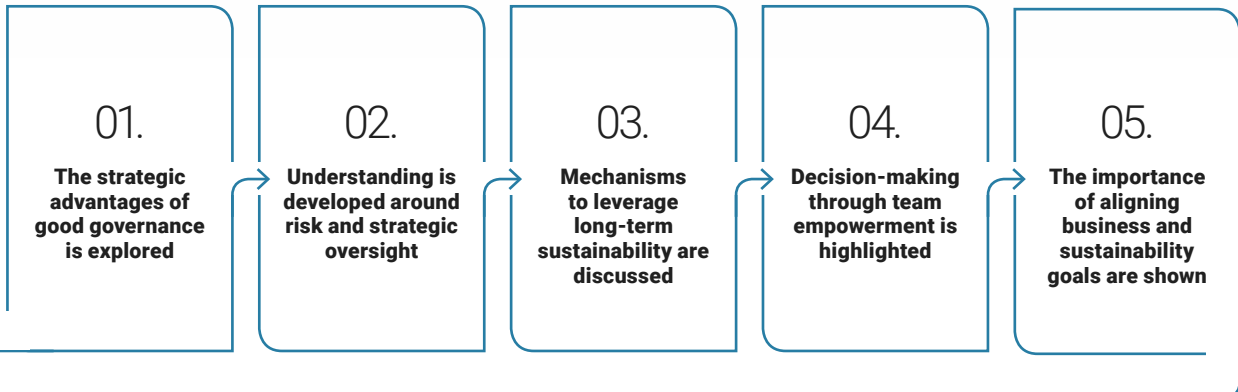 01.
The strategic
advantages of
good governance
is explored
02.
Understanding is
developed around
risk and strategic
oversight
03.
Mechanisms
to leverage
long-term
sustainability are
discussed
04.
Decision-making
through team
empowerment is
highlighted
05.
The importance
of aligning
business and
sustainability
goals are shown